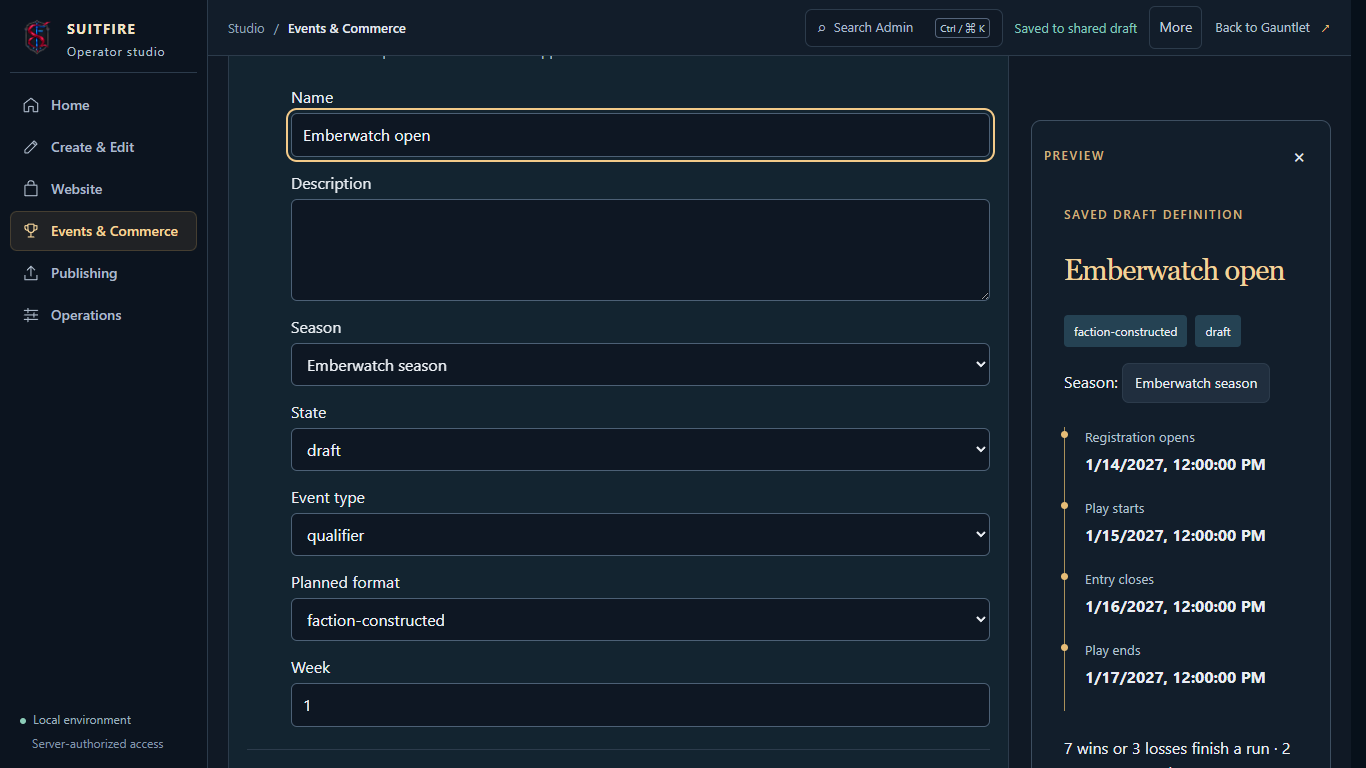 SUITFIRE
Operator studio
Home
Create & Edit
Website
Events & Commerce
Publishing
Operations
Local environment
Server-authorized access
Studio / Events & Commerce
Search Admin Ctrl / ⌘ K
Saved to shared draft
More
Back to Gauntlet ↗
Name
Emberwatch open
Description
Season
Emberwatch season
State
draft
Event type
qualifier
Planned format
faction-constructed
Week
1
PREVIEW ×
SAVED DRAFT DEFINITION
Emberwatch open
faction-constructed draft
Season: Emberwatch season
Registration opens
1/14/2027, 12:00:00 PM
Play starts
1/15/2027, 12:00:00 PM
Entry closes
1/16/2027, 12:00:00 PM
Play ends
1/17/2027, 12:00:00 PM
7 wins or 3 losses finish a run · 2